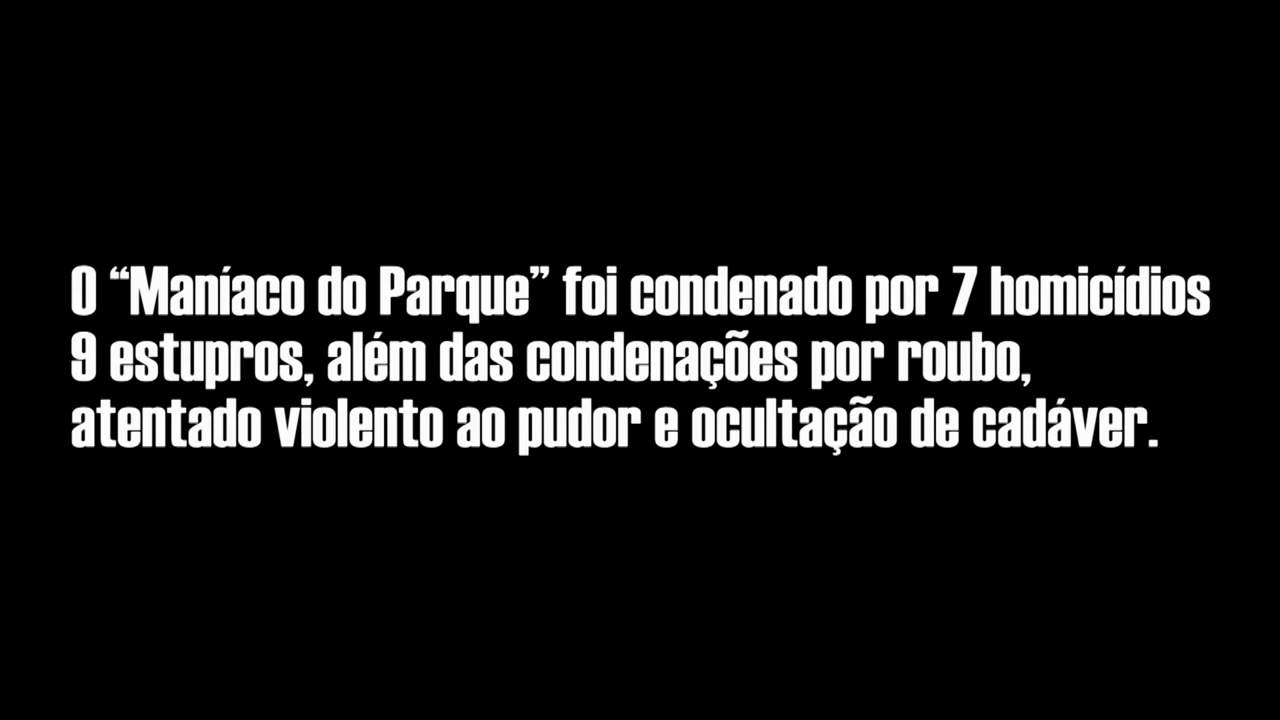 O “Maníaco do Parque” foi condenado por 7 homicídios
9 estupros, além das condenações por roubo,
atentado violento ao pudor e ocultação de cadáver.